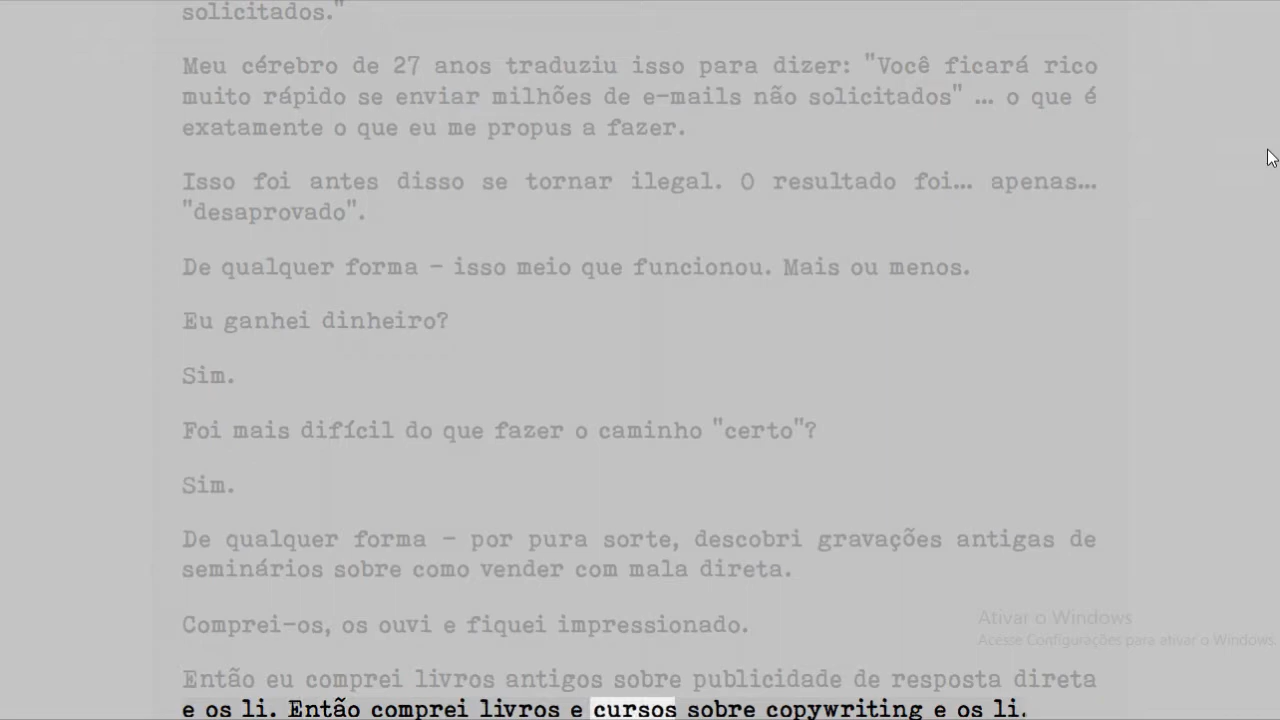 solicitados."
Meu cérebro de 27 anos traduziu isso para dizer: "Você ficará rico
muito rápido se enviar milhões de e-mails não solicitados" … o que é
exatamente o que eu me propus a fazer.
Isso foi antes disso se tornar ilegal. O resultado foi… apenas…
"desaprovado".
De qualquer forma – isso meio que funcionou. Mais ou menos.
Eu ganhei dinheiro?
Sim.
Foi mais difícil do que fazer o caminho "certo"?
Sim.
De qualquer forma – por pura sorte, descobri gravações antigas de
seminários sobre como vender com mala direta.
Comprei-os, os ouvi e fiquei impressionado.
Ativar o Windows
Acesse Configurações para ativar o Windows.
Então eu comprei livros antigos sobre publicidade de resposta direta
e os li. Então comprei livros e cursos sobre copywriting e os li.